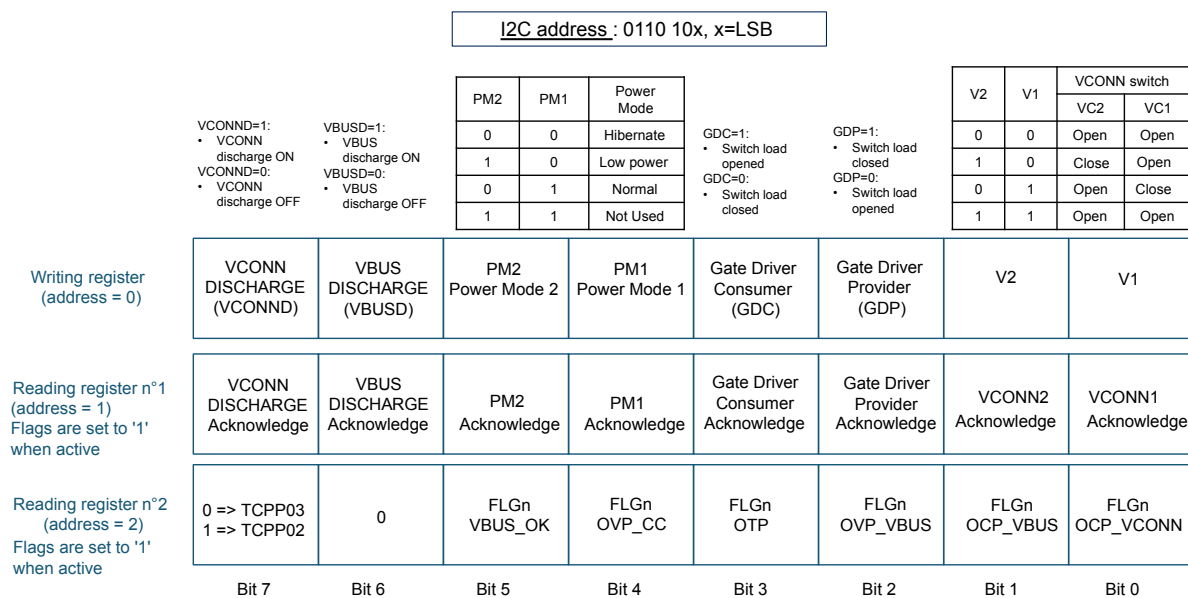 I2C address : 0110 10x, x=LSB
VCONND=1:
• VCONN
discharge ON
VCONND=0:
• VCONN
discharge OFF
VBUSD=1:
• VBUS
discharge ON
VBUSD=0:
• VBUS
discharge OFF
PM2 PM1 Power
Mode
0 0 Hibernate
1 0 Low power
0 1 Normal
1 1 Not Used
GDC=1:
• Switch load
opened
GDC=0:
• Switch load
closed
GDP=1:
• Switch load
closed
GDP=0:
• Switch load
opened
V2 V1 VCONN switch
VC2 VC1
0 0 Open Open
1 0 Close Open
0 1 Open Close
1 1 Open Open
Writing register
(address = 0)
VCONN
DISCHARGE
(VCONND)
VBUS
DISCHARGE
(VBUSD)
PM2
Power Mode 2
PM1
Power Mode 1
Gate Driver
Consumer
(GDC)
Gate Driver
Provider
(GDP)
V2
V1
Reading register n°1
(address = 1)
Flags are set to '1'
when active
VCONN
DISCHARGE
Acknowledge
VBUS
DISCHARGE
Acknowledge
PM2
Acknowledge
PM1
Acknowledge
Gate Driver
Consumer
Acknowledge
Gate Driver
Provider
Acknowledge
VCONN2
Acknowledge
VCONN1
Acknowledge
Reading register n°2
(address = 2)
Flags are set to '1'
when active
0 => TCPP03
1 => TCPP02
0
FLGn
VBUS_OK
FLGn
OVP_CC
FLGn
OTP
FLGn
OVP_VBUS
FLGn
OCP_VBUS
FLGn
OCP_VCONN
Bit 7 Bit 6 Bit 5 Bit 4 Bit 3 Bit 2 Bit 1 Bit 0